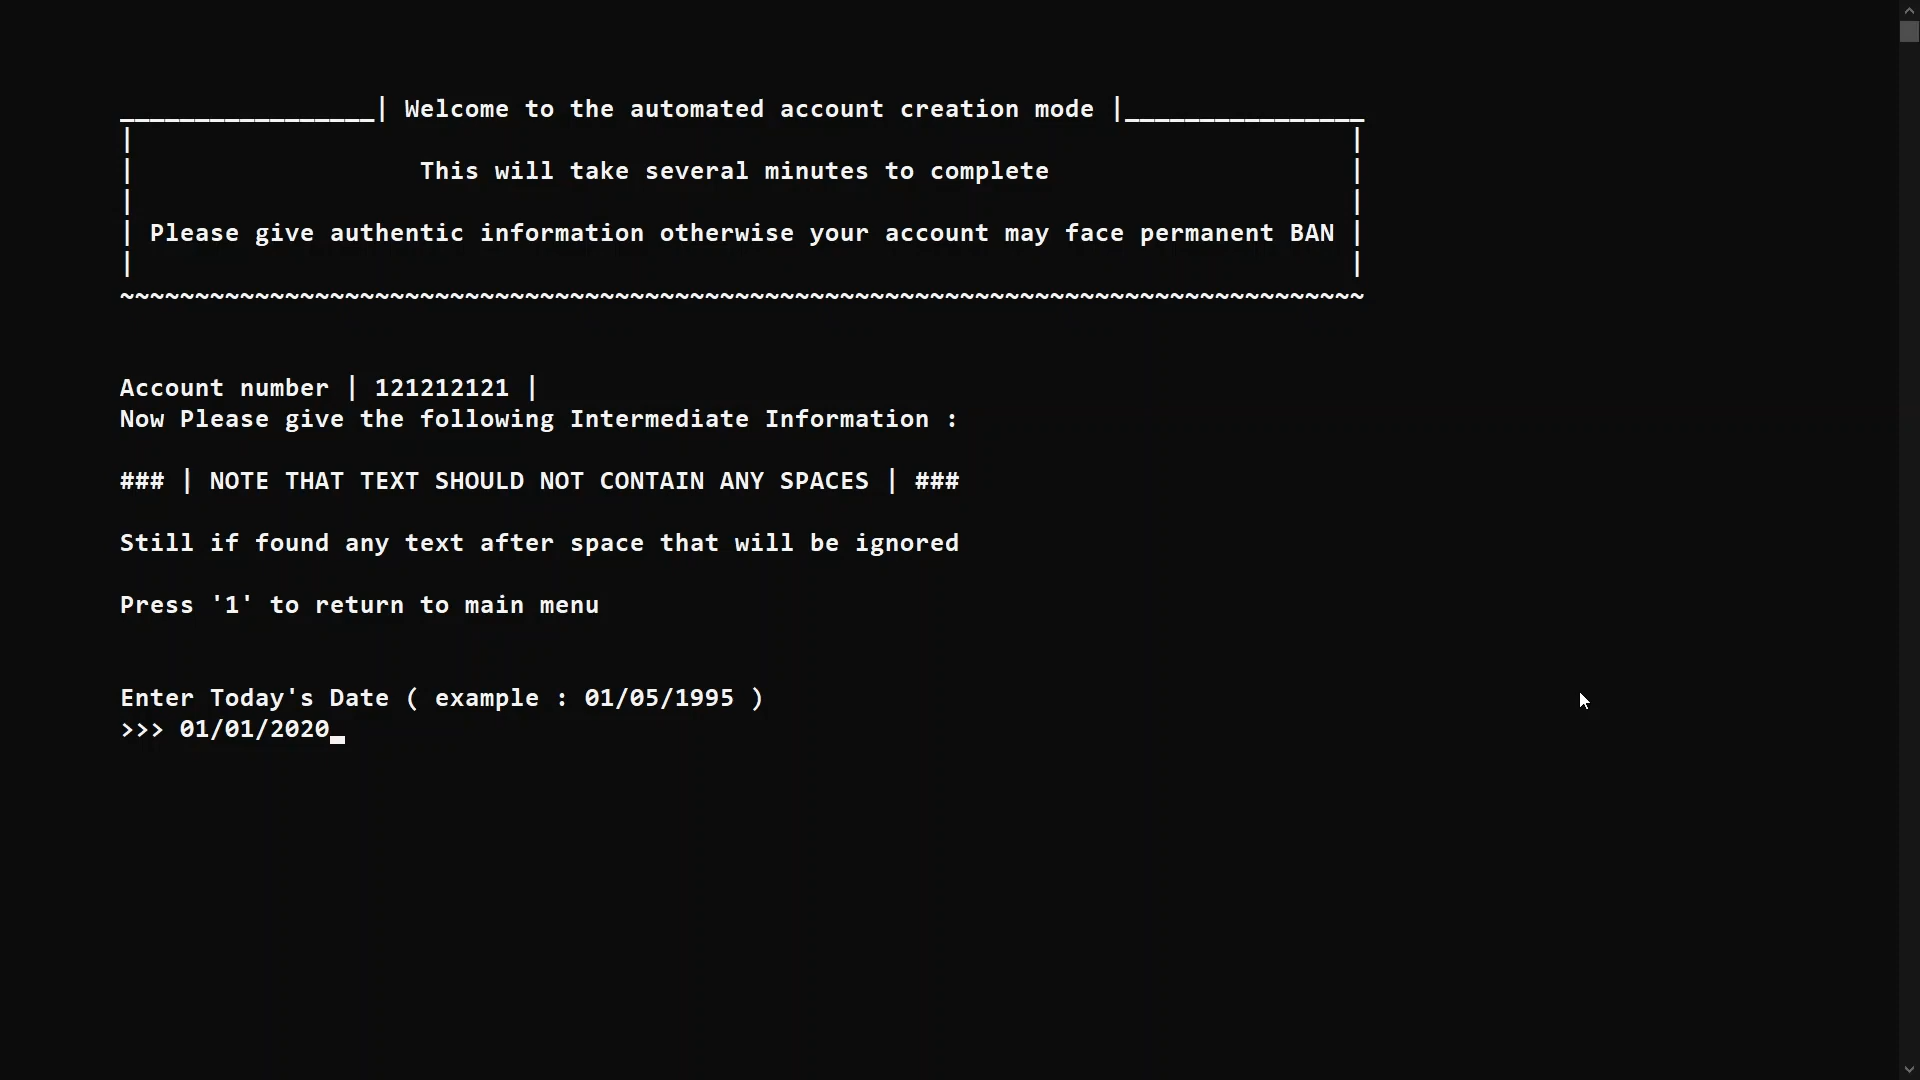 _________________| Welcome to the automated account creation mode |________________
| |
| This will take several minutes to complete |
| |
| Please give authentic information otherwise your account may face permanent BAN |
| |
~~~~~~~~~~~~~~~~~~~~~~~~~~~~~~~~~~~~~~~~~~~~~~~~~~~~~~~~~~~~~~~~~~~~~~~~~~~~~~~~~~~
Account number | 121212121 |
Now Please give the following Intermediate Information :
### | NOTE THAT TEXT SHOULD NOT CONTAIN ANY SPACES | ###
Still if found any text after space that will be ignored
Press '1' to return to main menu
Enter Today's Date ( example : 01/05/1995 )
>>> 01/01/2020